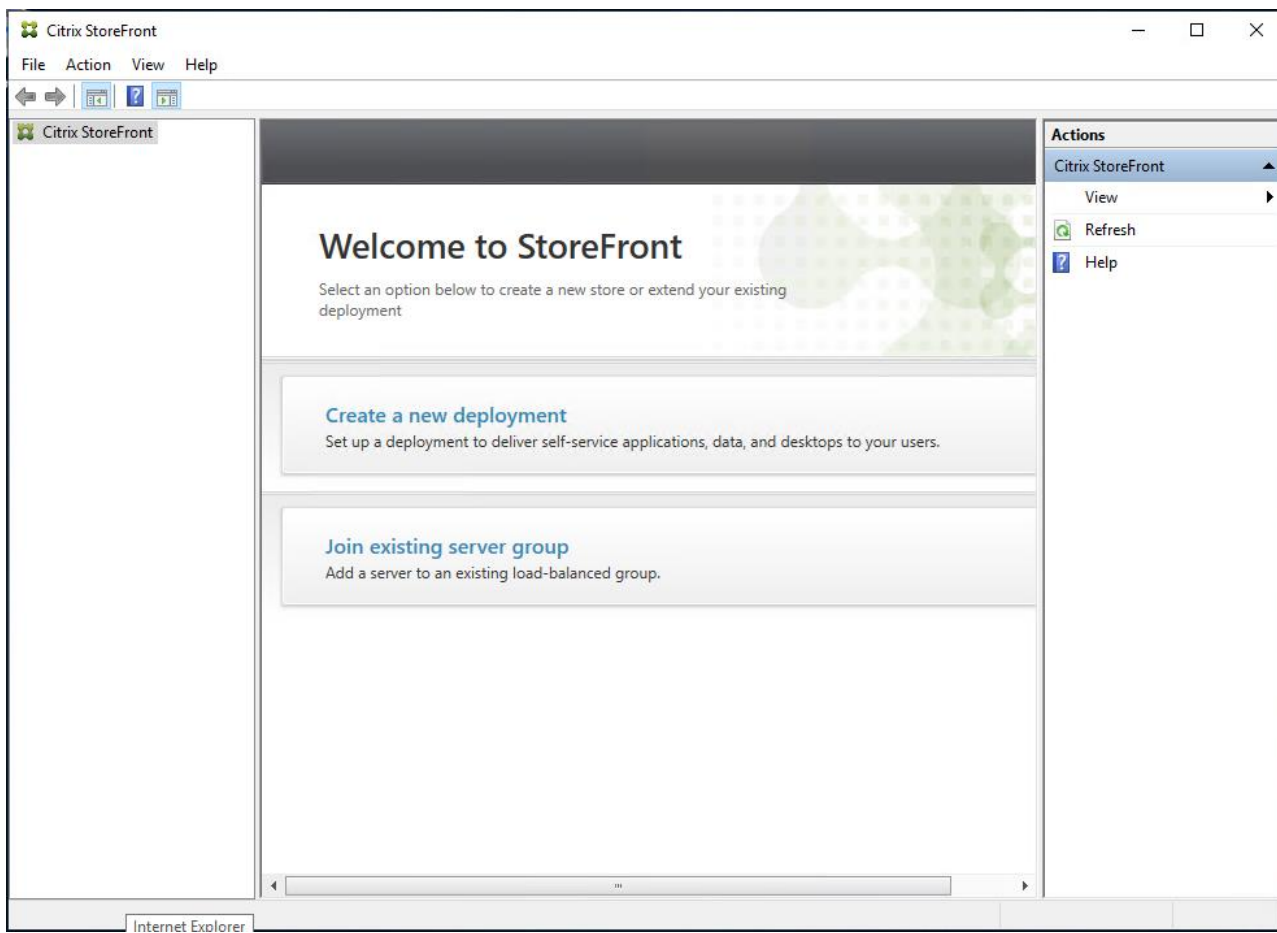 Citrix StoreFront
File Action View Help
Citrix StoreFront
Welcome to StoreFront
Select an option below to create a new store or extend your existing
deployment
Create a new deployment
Set up a deployment to deliver self-service applications, data, and desktops to your users.
Join existing server group
Add a server to an existing load-balanced group.
Actions
Citrix StoreFront
View
Refresh
Help
Internet Explorer